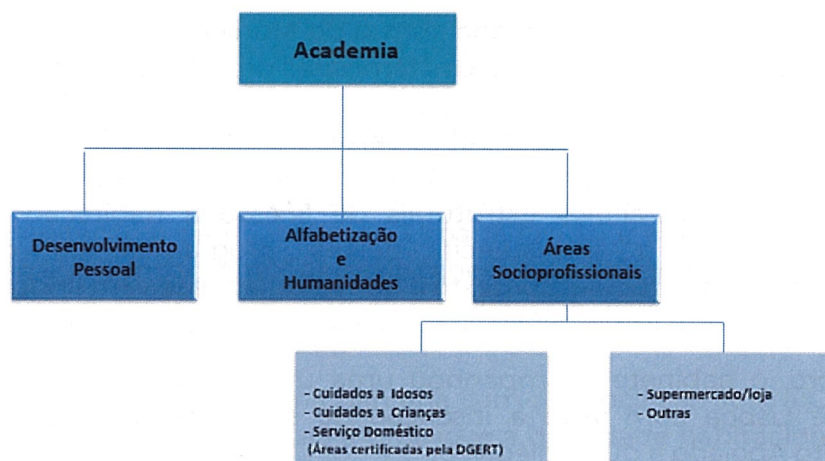 Academia
Desenvolvimento
Pessoal
Alfabetização
e
Humanidades
Áreas
Socioprofissionais
- Cuidados a Idosos
- Cuidados a Crianças
- Serviço Doméstico
(Áreas certificadas pela DGERT)
- Supermercado/loja
- Outras